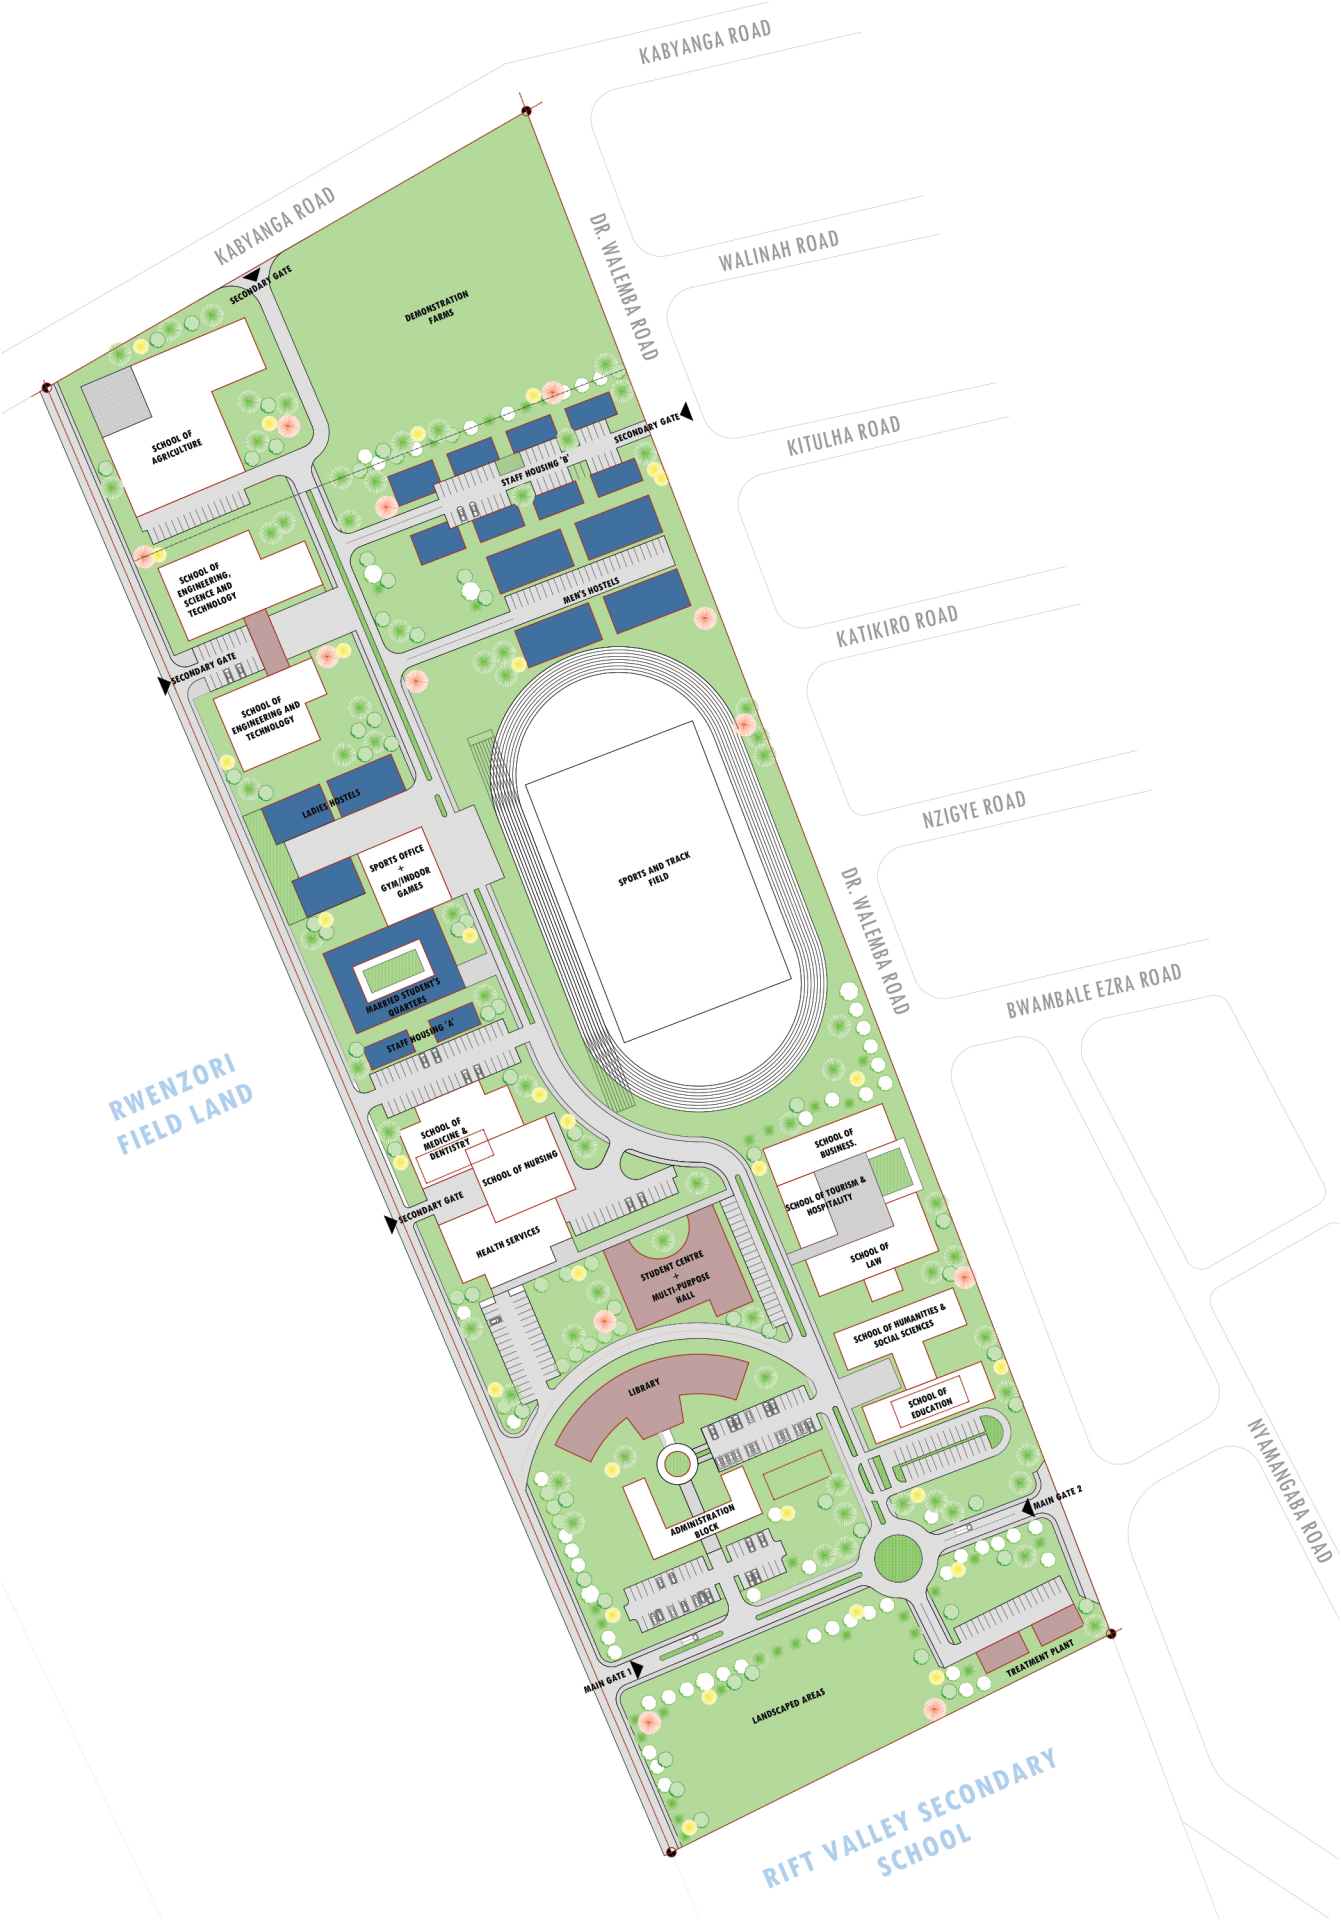 KABYANGA ROAD
KABYANGA ROAD
DR. WALEMBA ROAD
WALINAH ROAD
SECONDARY GATE
DEMONSTRATION
FARMS
KITULHA ROAD
SECONDARY GATE
SCHOOL OF
AGRICULTURE
STAFF HOUSING 'B'
SCHOOL OF
ENGINEERING,
SCIENCE AND
TECHNOLOGY
MEN'S HOSTELS
KATIKIRO ROAD
SECONDARY GATE
SCHOOL OF
ENGINEERING AND
TECHNOLOGY
LADIES HOSTELS
NZIGYE ROAD
SPORTS OFFICE
+
GYM/INDOOR
GAMES
SPORTS AND TRACK
FIELD
DR. WALEMBA ROAD
BWAMBALE EZRA ROAD
MARRIED STUDENT'S
QUARTERS
STAFF HOUSING 'A'
RWENZORI
FIELD LAND
SCHOOL OF
MEDICINE &
DENTISTRY
SCHOOL OF NURSING
SCHOOL OF
BUSINESS.
SCHOOL OF TOURISM &
HOSPITALITY
SECONDARY GATE
HEALTH SERVICES
SCHOOL OF
LAW
STUDENT CENTRE
+
MULTI-PURPOSE
HALL
SCHOOL OF HUMANITIES &
SOCIAL SCIENCES
LIBRARY
SCHOOL OF
EDUCATION
NYAMANGABA ROAD
MAIN GATE 2
ADMINISTRATION
BLOCK
TREATMENT PLANT
MAIN GATE 1
LANDSCAPED AREAS
RIFT VALLEY SECONDARY
SCHOOL